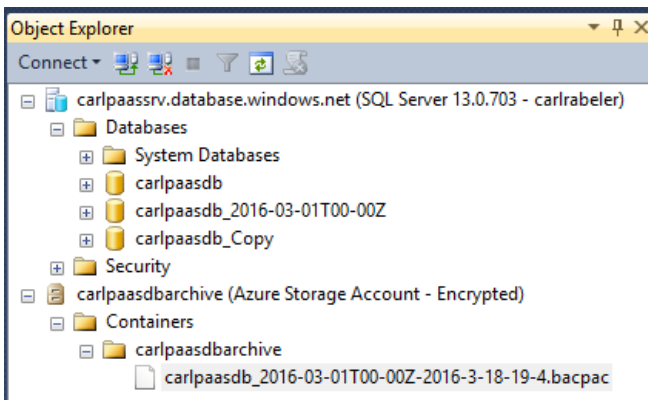 Object Explorer
Connect
carlpaassrv.database.windows.net (SQL Server 13.0.703 - carlrabeler)
Databases
System Databases
carlpaasdb
carlpaasdb_2016-03-01T00-00Z
carlpaasdb_Copy
Security
carlpaasdbarchive (Azure Storage Account - Encrypted)
Containers
carlpaasdbarchive
carlpaasdb_2016-03-01T00-00Z-2016-3-18-19-4.bacpac